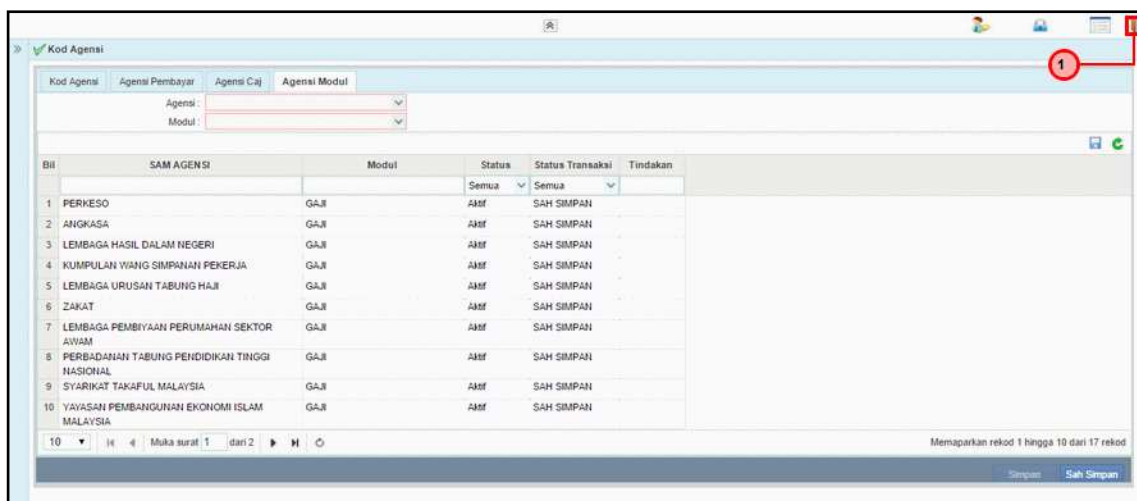 1
Kod Agensi
Kod Agensi Agensi Pembayar Agensi Caj Agensi Modul
Agensi :
Modul :
Bil SAM AGENSI Modul Status Status Transaksi Tindakan
Semua Semua
1 PERKESO GAJI Aktif SAH SIMPAN
2 ANGKASA GAJI Aktif SAH SIMPAN
3 LEMBAGA HASIL DALAM NEGERI GAJI Aktif SAH SIMPAN
4 KUMPULAN WANG SIMPANAN PEKERJA GAJI Aktif SAH SIMPAN
5 LEMBAGA URUSAN TABUNG HAJI GAJI Aktif SAH SIMPAN
6 ZAKAT GAJI Aktif SAH SIMPAN
7 LEMBAGA PEMBIYAAN PERUMAHAN SEKTOR GAJI Aktif SAH SIMPAN
AWAM
8 PERBADANAN TABUNG PENDIDIKAN TINGGI GAJI Aktif SAH SIMPAN
NASIONAL
9 SYARIKAT TAKAFUL MALAYSIA GAJI Aktif SAH SIMPAN
10 YAYASAN PEMBANGUNAN EKONOMI ISLAM GAJI Aktif SAH SIMPAN
MALAYSIA
10 Muka surat 1 dari 2 Memaparkan rekod 1 hingga 10 dari 17 rekod
Simpan Sah Simpan